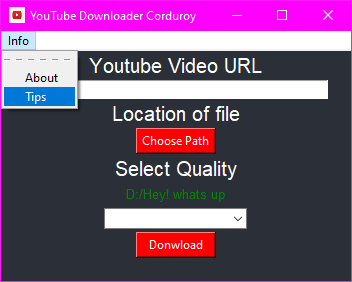 YouTube Downloader Corduroy
Info
About
Tips
Youtube Video URL
Location of file
Choose Path
Select Quality
D:/Hey! whats up
Donwload